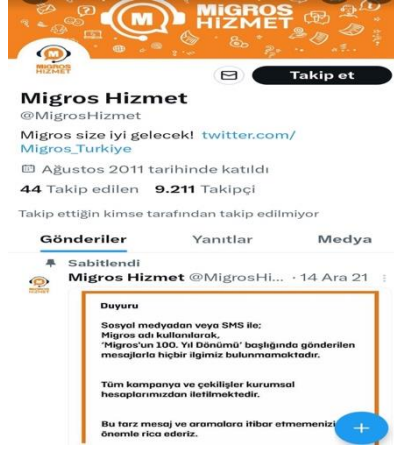 MiGROS
HİZMET
M
MİGROS
HİZMET
Takip et
Migros Hizmet
@MigrosHizmet
Migros size iyi gelecek! twitter.com/
Migros_Turkiye
Ağustos 2011 tarihinde katıldı
44 Takip edilen 9.211 Takipçi
Takip ettiğin kimse tarafından takip edilmiyor
Gönderiler Yanıtlar Medya
Sabitlendi
Migros Hizmet @MigrosHi... · 14 Ara 21
Duyuru
Sosyal medyadan veya SMS ile;
Migros adı kullanılarak,
‘Migros'un 100. Yıl Dönümü’ başlığında gönderilen
mesajlarla hiçbir ilgimiz bulunmamaktadır.
Tüm kampanya ve çekilişler kurumsal
hesaplarımızdan iletilmektedir.
Bu tarz mesaj ve aramalara itibar etmemenizi
önemle rica ederiz.